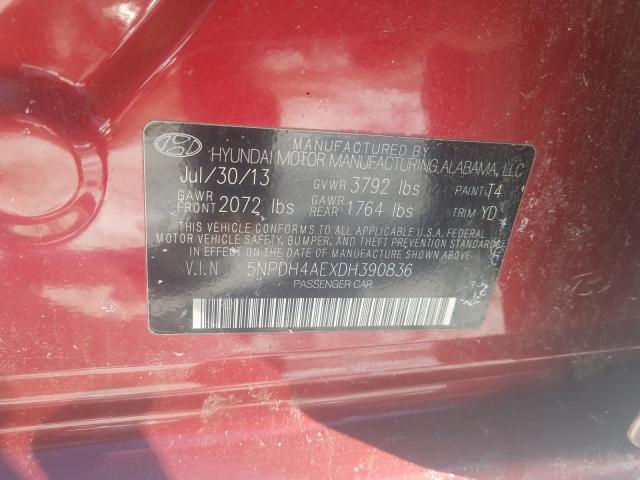 MANUFACTURED BY
HYUNDAI MOTOR MANUFACTURING ALABAMA, LLC
Jul/30/13 GVWR 3792 lbs PAINT T4
GAWR FRONT 2072 lbs GAWR REAR 1764 lbs TRIM YD
THIS VEHICLE CONFORMS TO ALL APPLICABLE U.S.A. FEDERAL
MOTOR VEHICLE SAFETY, BUMPER, AND THEFT PREVENTION STANDARDS
IN EFFECT ON THE DATE OF MANUFACTURE SHOWN ABOVE.
V.I.N 5NPDH4AEXDH390836
PASSENGER CAR